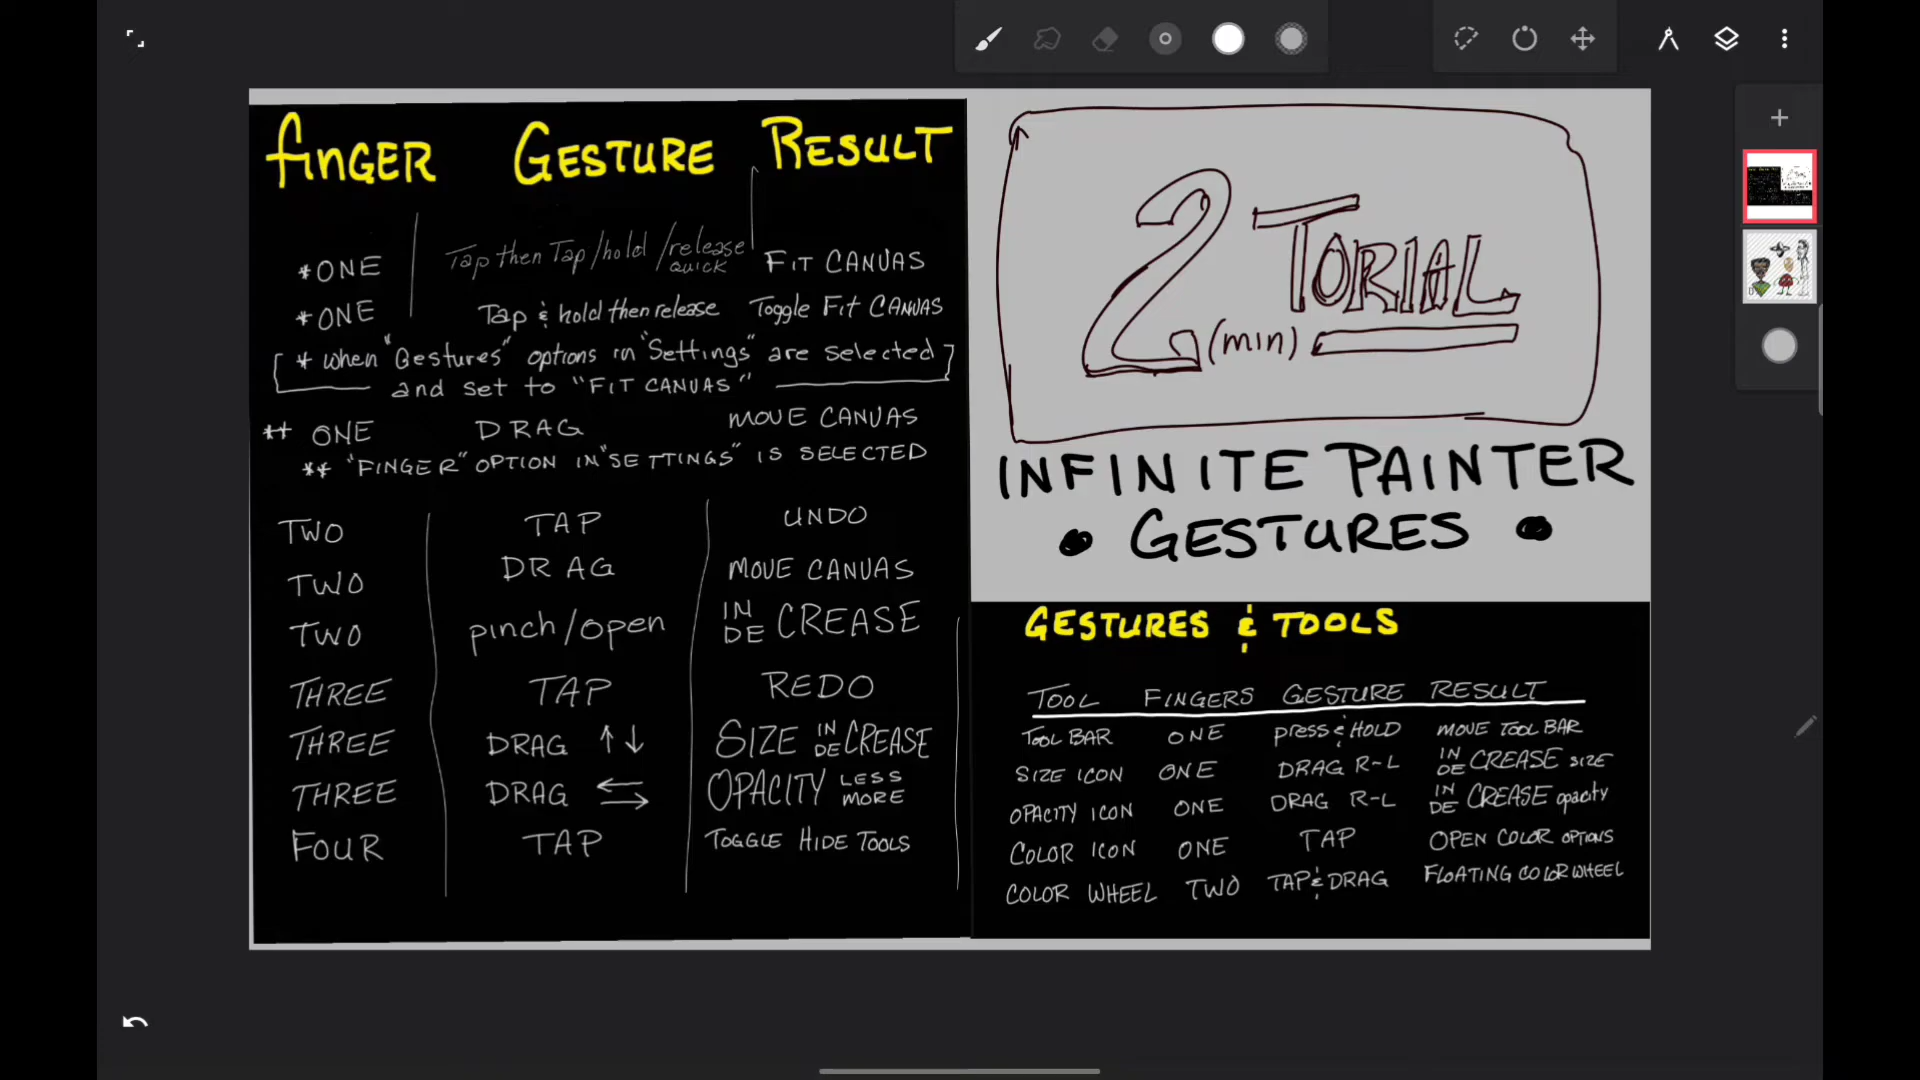 FINGER GESTURE RESULT
*ONE Tap then Tap/hold/release QUICK FIT CANVAS
*ONE Tap & hold then release Toggle Fit CANVAS
[* when "Gestures" options in "Settings" are selected]
and set to "FIT CANVAS"
** ONE DRAG MOVE CANVAS
** "FINGER" OPTION IN "SETTINGS" IS SELECTED
TWO TAP UNDO
TWO DRAG MOVE CANVAS
TWO pinch/open IN DE CREASE
THREE TAP REDO
THREE DRAG ↑↓ SIZE IN DE CREASE
THREE DRAG ←→ OPACITY LESS MORE
FOUR TAP TOGGLE HIDE TOOLS
2 TORIAL
(min)
INFINITE PAINTER
• GESTURES •
GESTURES & TOOLS
TOOL FINGERS GESTURE RESULT
TOOL BAR ONE PRESS & HOLD MOVE TOOL BAR
SIZE ICON ONE DRAG R-L IN DE CREASE SIZE
OPACITY ICON ONE DRAG R-L IN DE CREASE opacity
COLOR ICON ONE TAP OPEN COLOR OPTIONS
COLOR WHEEL TWO TAP & DRAG FLOATING COLOR WHEEL